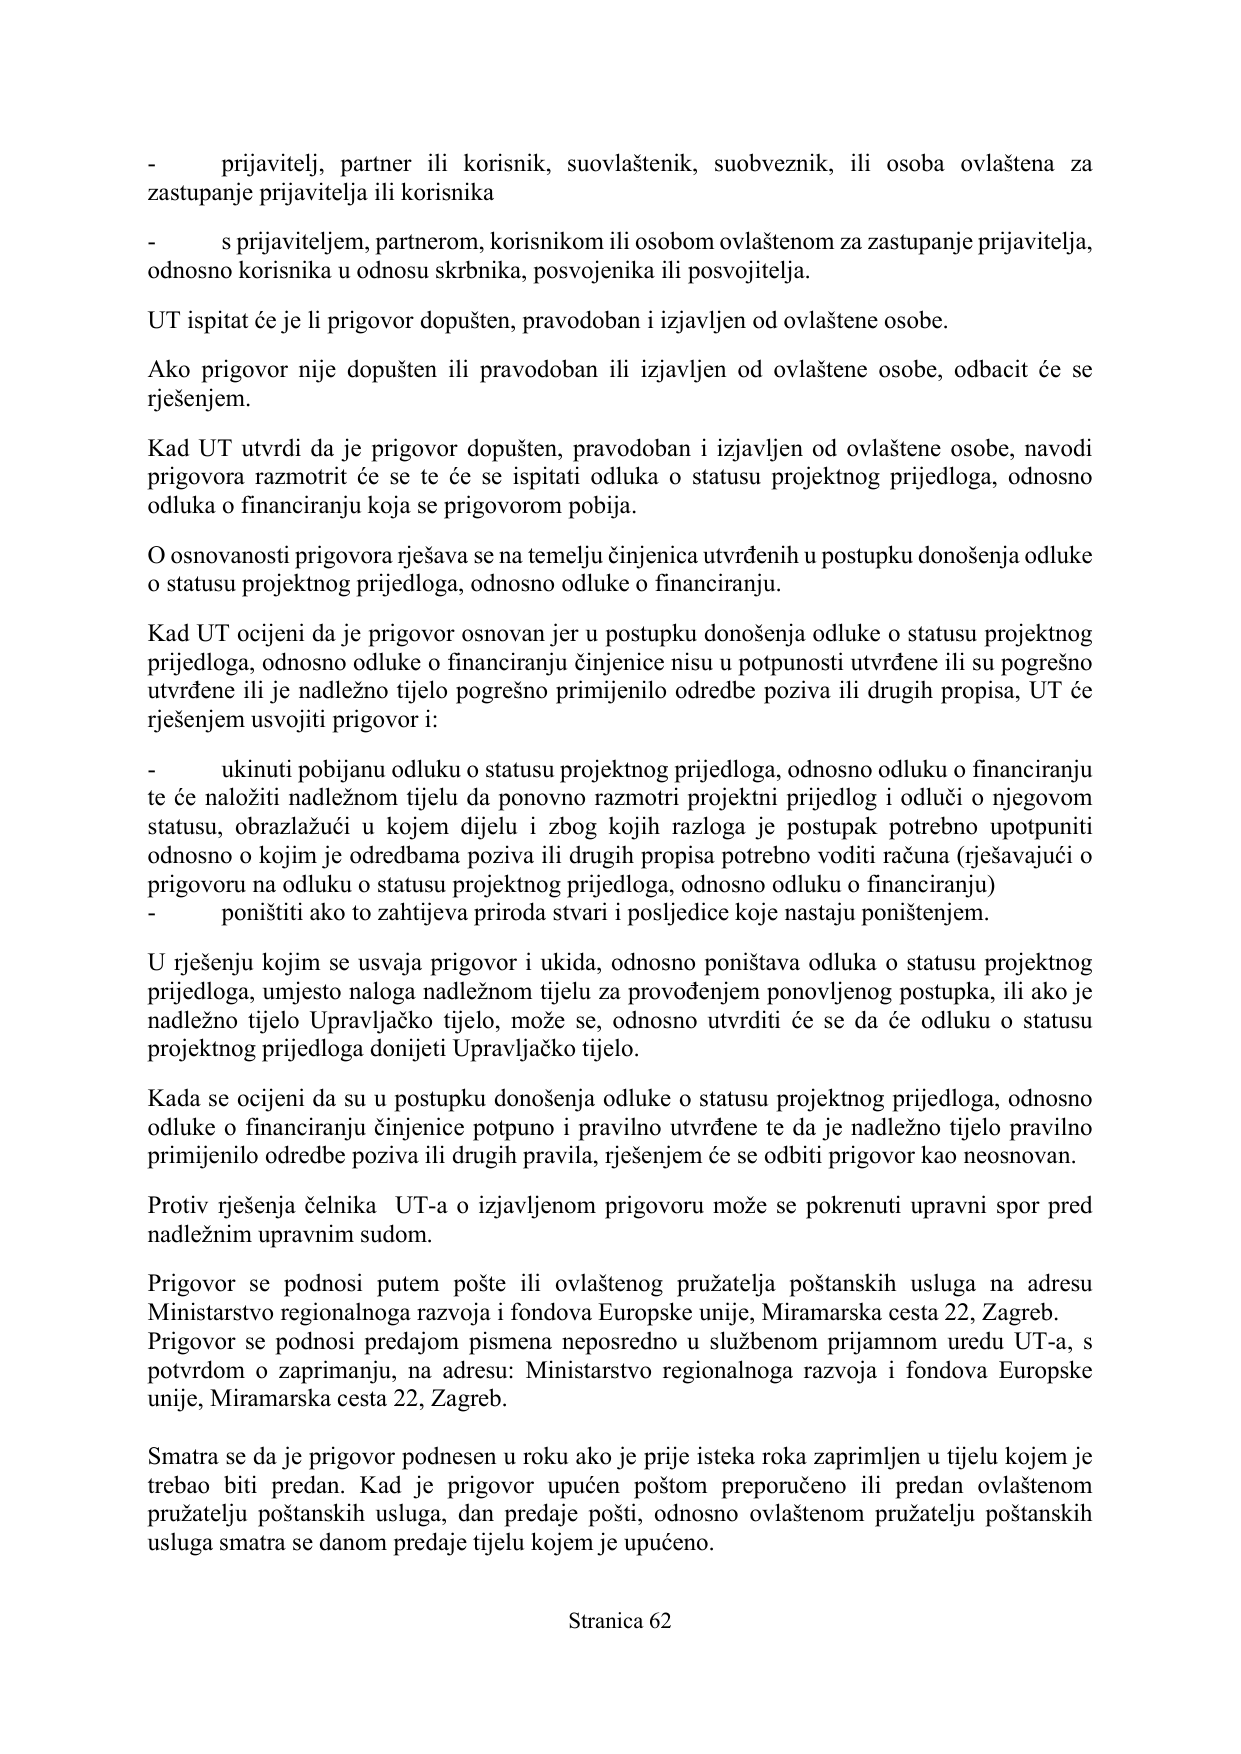 - prijavitelj, partner ili korisnik, suovlaštenik, suobveznik, ili osoba ovlaštena za
zastupanje prijavitelja ili korisnika
- s prijaviteljem, partnerom, korisnikom ili osobom ovlaštenom za zastupanje prijavitelja,
odnosno korisnika u odnosu skrbnika, posvojenika ili posvojitelja.
UT ispitat će je li prigovor dopušten, pravodoban i izjavljen od ovlaštene osobe.
Ako prigovor nije dopušten ili pravodoban ili izjavljen od ovlaštene osobe, odbacit će se
rješenjem.
Kad UT utvrdi da je prigovor dopušten, pravodoban i izjavljen od ovlaštene osobe, navodi
prigovora razmotrit će se te će se ispitati odluka o statusu projektnog prijedloga, odnosno
odluka o financiranju koja se prigovorom pobija.
O osnovanosti prigovora rješava se na temelju činjenica utvrđenih u postupku donošenja odluke
o statusu projektnog prijedloga, odnosno odluke o financiranju.
Kad UT ocijeni da je prigovor osnovan jer u postupku donošenja odluke o statusu projektnog
prijedloga, odnosno odluke o financiranju činjenice nisu u potpunosti utvrđene ili su pogrešno
utvrđene ili je nadležno tijelo pogrešno primijenilo odredbe poziva ili drugih propisa, UT će
rješenjem usvojiti prigovor i:
- ukinuti pobijanu odluku o statusu projektnog prijedloga, odnosno odluku o financiranju
te će naložiti nadležnom tijelu da ponovno razmotri projektni prijedlog i odluči o njegovom
statusu, obrazlažući u kojem dijelu i zbog kojih razloga je postupak potrebno upotpuniti
odnosno o kojim je odredbama poziva ili drugih propisa potrebno voditi računa (rješavajući o
prigovoru na odluku o statusu projektnog prijedloga, odnosno odluku o financiranju)
- poništiti ako to zahtijeva priroda stvari i posljedice koje nastaju poništenjem.
U rješenju kojim se usvaja prigovor i ukida, odnosno poništava odluka o statusu projektnog
prijedloga, umjesto naloga nadležnom tijelu za provođenjem ponovljenog postupka, ili ako je
nadležno tijelo Upravljačko tijelo, može se, odnosno utvrditi će se da će odluku o statusu
projektnog prijedloga donijeti Upravljačko tijelo.
Kada se ocijeni da su u postupku donošenja odluke o statusu projektnog prijedloga, odnosno
odluke o financiranju činjenice potpuno i pravilno utvrđene te da je nadležno tijelo pravilno
primijenilo odredbe poziva ili drugih pravila, rješenjem će se odbiti prigovor kao neosnovan.
Protiv rješenja čelnika  UT-a o izjavljenom prigovoru može se pokrenuti upravni spor pred
nadležnim upravnim sudom.
Prigovor se podnosi putem pošte ili ovlaštenog pružatelja poštanskih usluga na adresu
Ministarstvo regionalnoga razvoja i fondova Europske unije, Miramarska cesta 22, Zagreb.
Prigovor se podnosi predajom pismena neposredno u službenom prijamnom uredu UT-a, s
potvrdom o zaprimanju, na adresu: Ministarstvo regionalnoga razvoja i fondova Europske
unije, Miramarska cesta 22, Zagreb.
Smatra se da je prigovor podnesen u roku ako je prije isteka roka zaprimljen u tijelu kojem je
trebao biti predan. Kad je prigovor upućen poštom preporučeno ili predan ovlaštenom
pružatelju poštanskih usluga, dan predaje pošti, odnosno ovlaštenom pružatelju poštanskih
usluga smatra se danom predaje tijelu kojem je upućeno.
Stranica 62